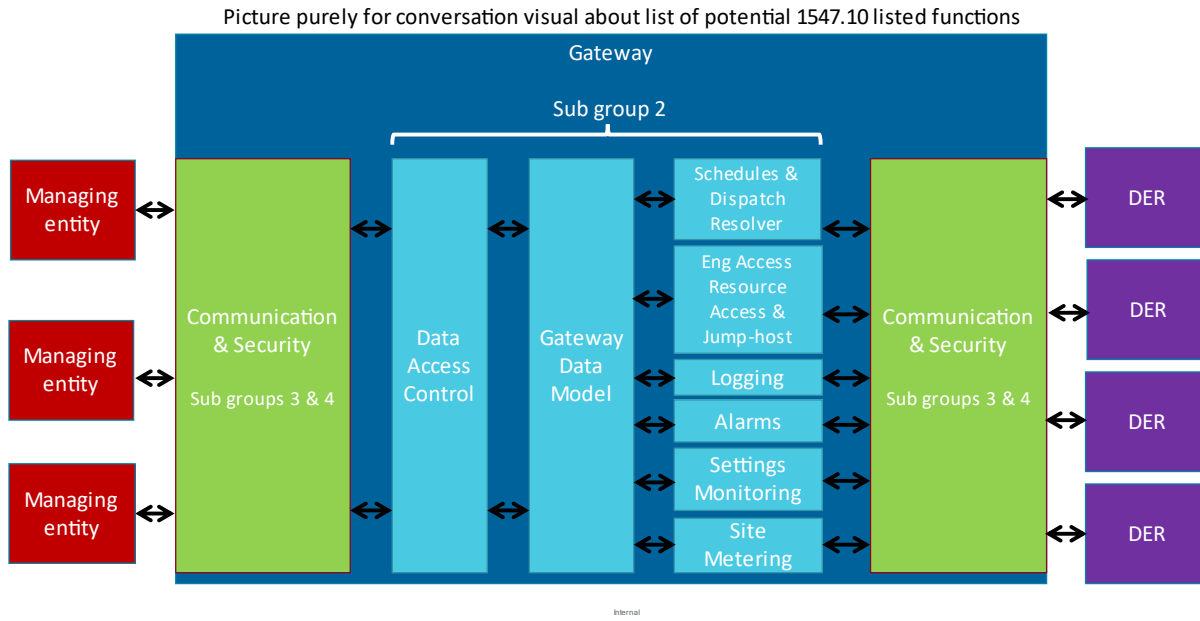 Picture purely for conversation visual about list of potential 1547.10 listed functions
Gateway
Sub group 2
Managing
entity
Managing
entity
Managing
entity
Communication
& Security
Sub groups 3 & 4
Data
Access
Control
Gateway
Data
Model
Schedules &
Dispatch
Resolver
Eng Access
Resource
Access &
Jump-host
Logging
Alarms
Settings
Monitoring
Site
Metering
Communication
& Security
Sub groups 3 & 4
DER
DER
DER
DER
Internal